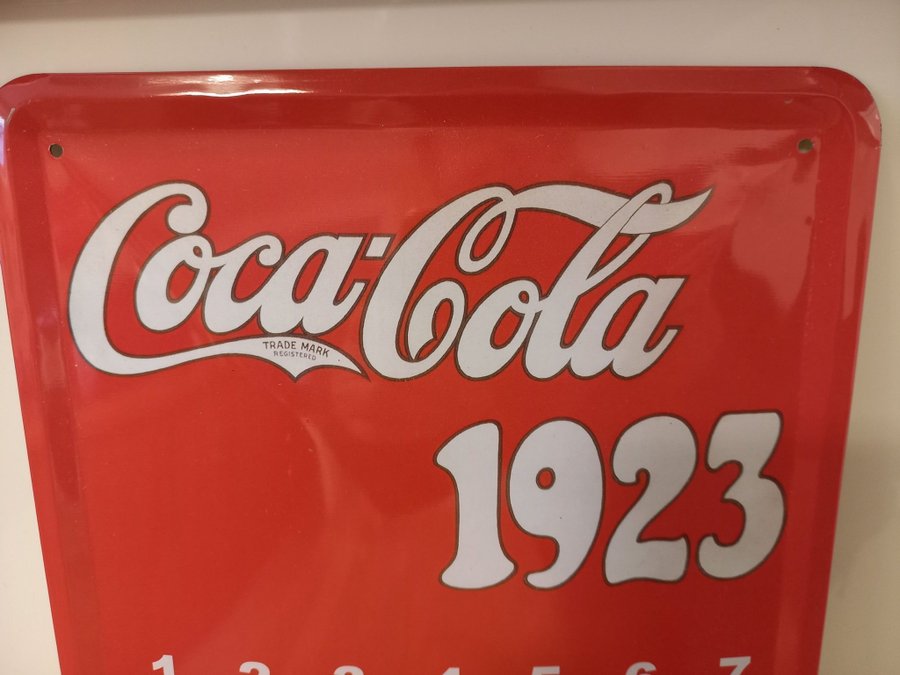 Coca-Cola
TRADE MARK
REGISTERED
1923
1 2 3 4 5 6 7